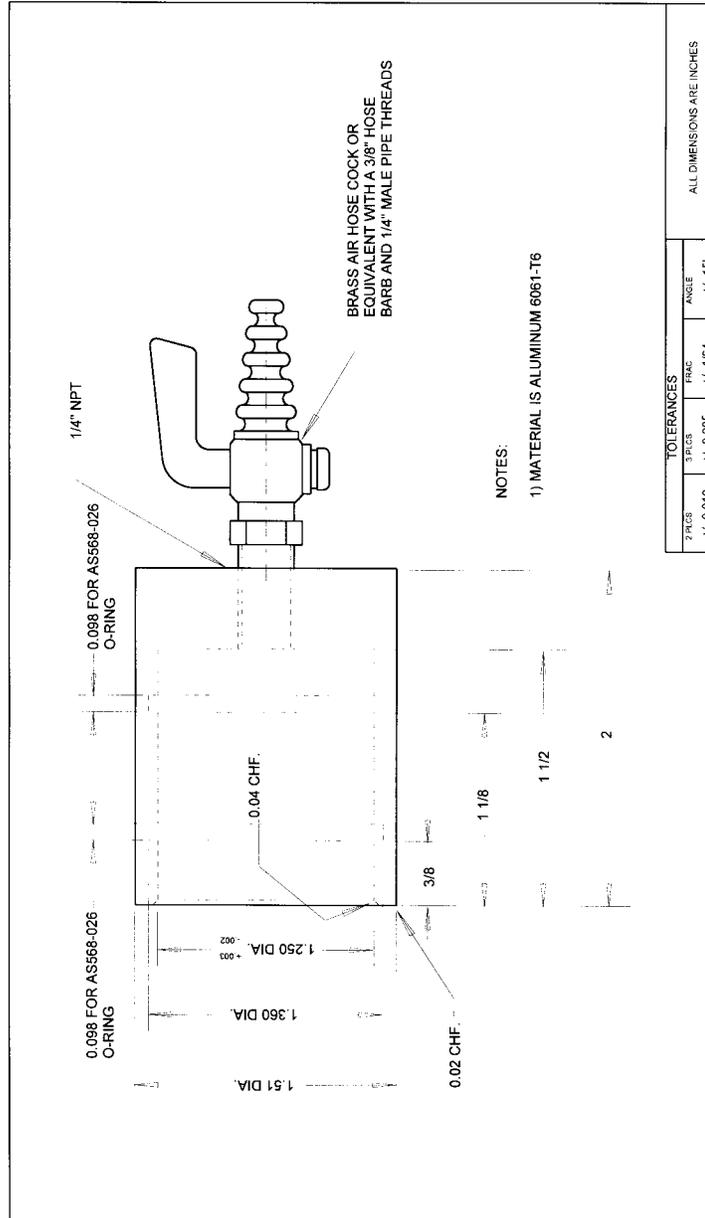 0.098 FOR AS568-026
O-RING
0.098 FOR AS568-026
O-RING
1/4" NPT
BRASS AIR HOSE COCK OR
EQUIVALENT WITH A 3/8" HOSE
BARB AND 1/4" MALE PIPE THREADS
1.51 DIA.
1.360 DIA.
1.250 DIA.
+.003
-.002
0.04 CHF.
0.02 CHF.
3/8
1 1/8
1 1/2
2
NOTES:
1) MATERIAL IS ALUMINUM 6061-T6
TOLERANCES
2 PLCS
3 PLCS
FRAC
ANGLE
ALL DIMENSIONS ARE INCHES